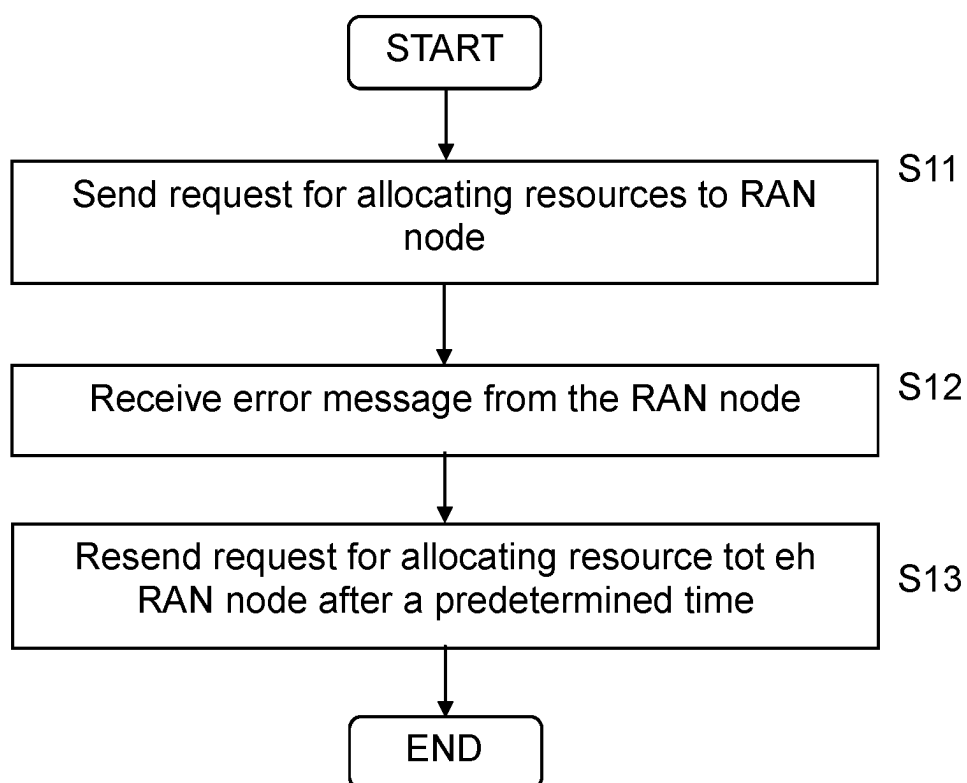 START
S11
Send request for allocating resources to RAN
node
S12
Receive error message from the RAN node
Resend request for allocating resource tot eh
RAN node after a predetermined time
S13
END